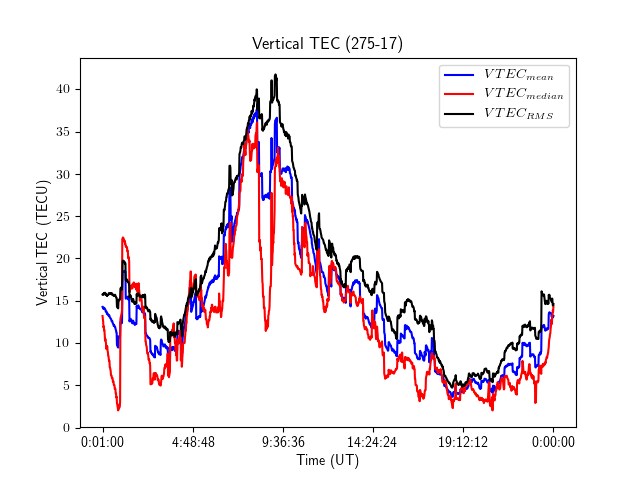 Vertical TEC (275-17)
VTEC_mean
VTEC_median
VTEC_RMS
Vertical TEC (TECU)
40
35
30
25
20
15
10
5
0
0:01:00 4:48:48 9:36:36 14:24:24 19:12:12 0:00:00
Time (UT)